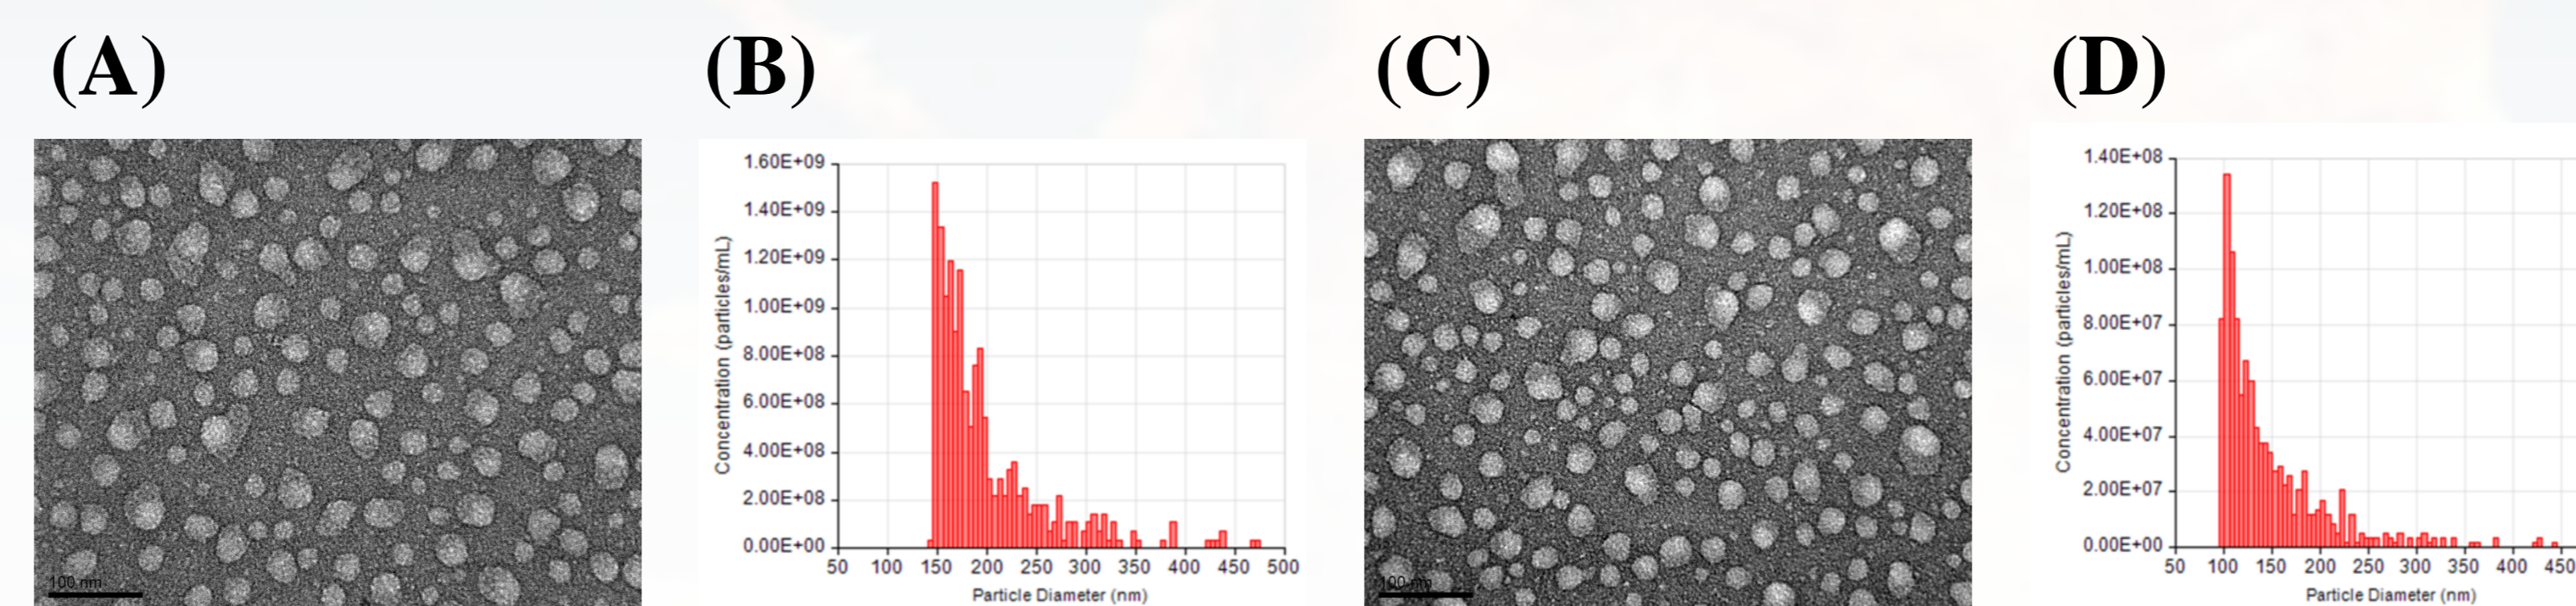 (A)
(B)
(C)
(D)
100 nm
1.60E+09
1.40E+09
1.20E+09
1.00E+09
8.00E+08
6.00E+08
4.00E+08
2.00E+08
0.00E+00
Concentration (particles/mL)
50 100 150 200 250 300 350 400 450 500
Particle Diameter (nm)
100 nm
1.40E+08
1.20E+08
1.00E+08
8.00E+07
6.00E+07
4.00E+07
2.00E+07
0.00E+00
Concentration (particles/mL)
50 100 150 200 250 300 350 400 450
Particle Diameter (nm)